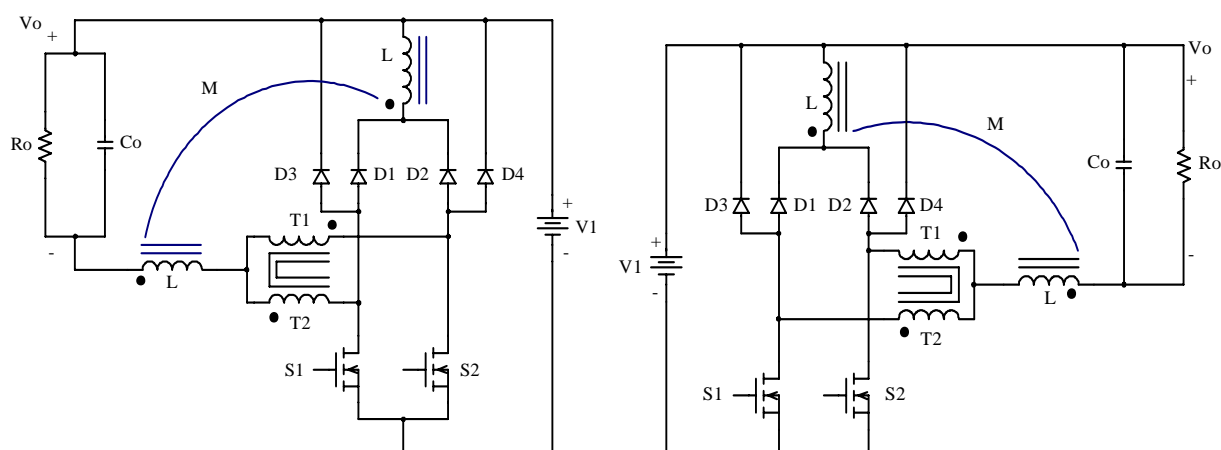 Vo
+
L
M
Ro
Co
D3
D1
D2
D4
+
V1
-
T1
-
L
T2
S1
S2
Vo
+
L
M
Co
Ro
D3
D1
D2
D4
T1
+
V1
-
-
L
T2
S1
S2